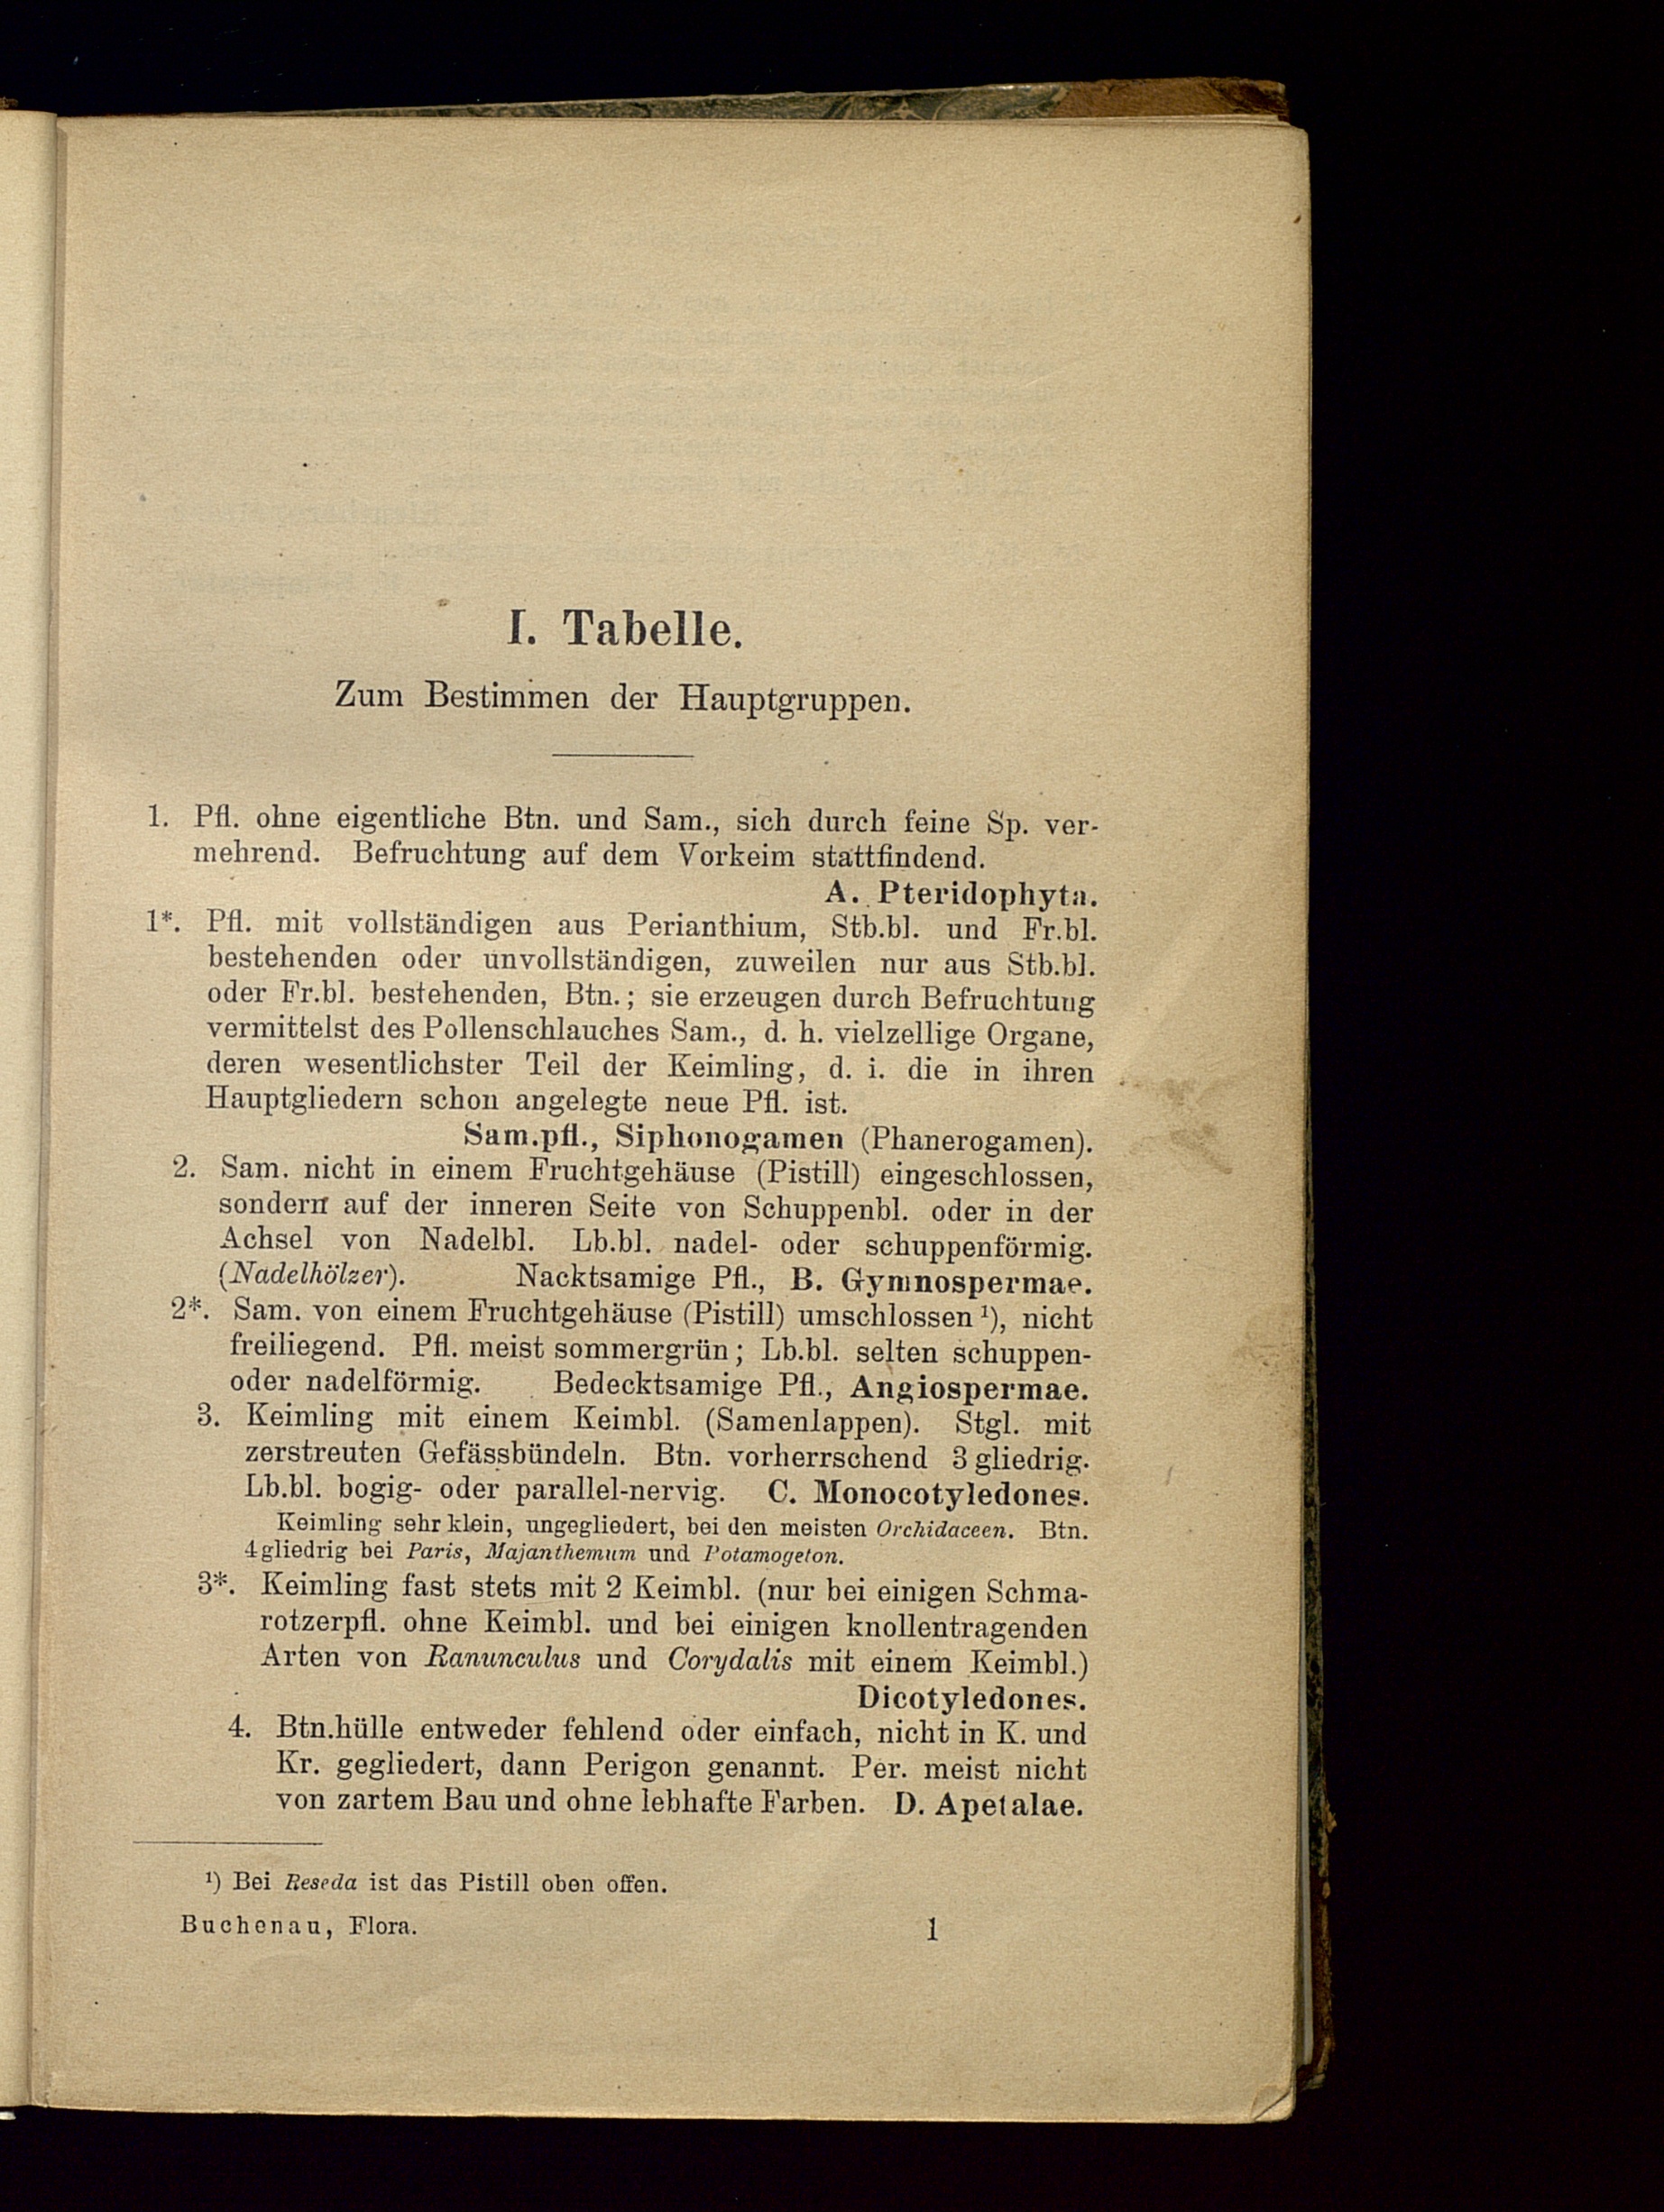 I. Tabelle.
Zum Bestimmen der Hauptgruppen.
1. Pfl. ohne eigentliche Btn. und Sam., sich durch feine Sp. ver-
mehrend. Befruchtung auf dem Vorkeim stattfindend.
A. Pteridophyta.
1*. Pfl. mit vollständigen aus Perianthium, Stb.bl. und Fr.bl.
bestehenden oder unvollständigen, zuweilen nur aus Stb.bl.
oder Fr.bl. bestehenden, Btn.; sie erzeugen durch Befruchtung
vermittelst des Pollenschlauches Sam., d. h. vielzellige Organe,
deren wesentlichster Teil der Keimling, d. i. die in ihren
Hauptgliedern schon angelegte neue Pfl. ist.
Sam.pfl., Siphonogamen (Phanerogamen).
2. Sam. nicht in einem Fruchtgehäuse (Pistill) eingeschlossen,
sondern auf der inneren Seite von Schuppenbl. oder in der
Achsel von Nadelbl. Lb.bl. nadel- oder schuppenförmig.
(Nadelhölzer). Nacktsamige Pfl., B. Gymnospermae.
2*. Sam. von einem Fruchtgehäuse (Pistill) umschlossen ¹), nicht
freiliegend. Pfl. meist sommergrün; Lb.bl. selten schuppen-
oder nadelförmig. Bedecktsamige Pfl., Angiospermae.
3. Keimling mit einem Keimbl. (Samenlappen). Stgl. mit
zerstreuten Gefässbündeln. Btn. vorherrschend 3 gliedrig.
Lb.bl. bogig- oder parallel-nervig. C. Monocotyledones.
Keimling sehr klein, ungegliedert, bei den meisten Orchidaceen. Btn.
4gliedrig bei Paris, Majanthemum und Potamogeton.
3*. Keimling fast stets mit 2 Keimbl. (nur bei einigen Schma-
rotzerpfl. ohne Keimbl. und bei einigen knollentragenden
Arten von Ranunculus und Corydalis mit einem Keimbl.)
Dicotyledones.
4. Btn.hülle entweder fehlend oder einfach, nicht in K. und
Kr. gegliedert, dann Perigon genannt. Per. meist nicht
von zartem Bau und ohne lebhafte Farben. D. Apetalae.
¹) Bei Reseda ist das Pistill oben offen.
Buchenau, Flora. 1